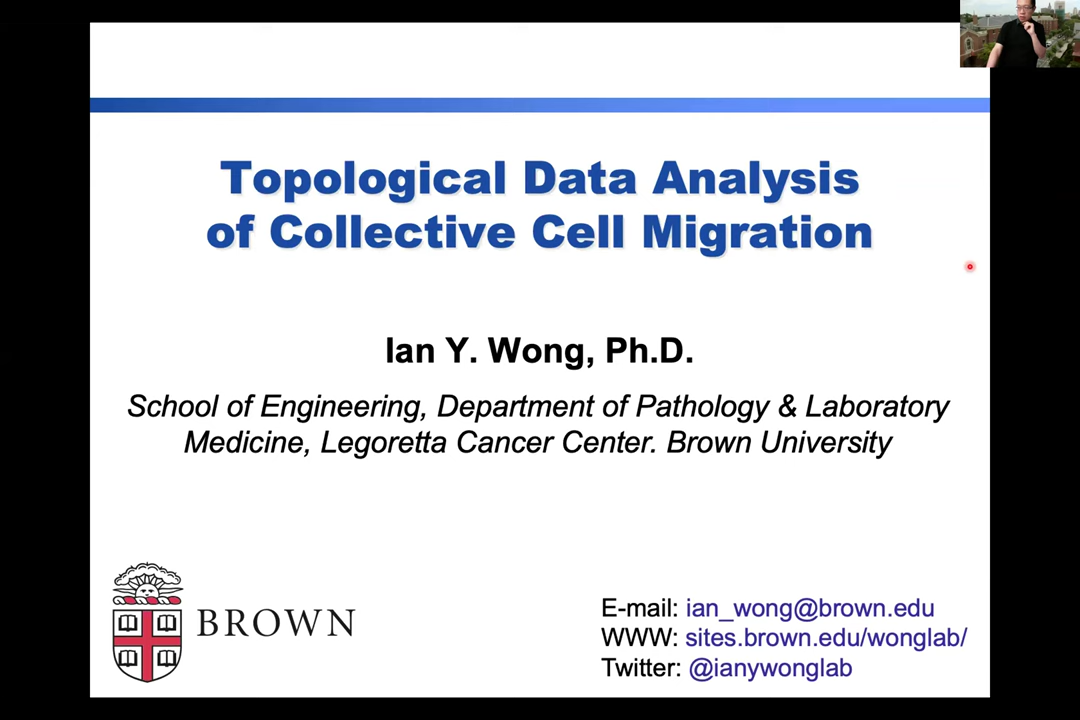 Topological Data Analysis
of Collective Cell Migration
Ian Y. Wong, Ph.D.
School of Engineering, Department of Pathology & Laboratory
Medicine, Legoretta Cancer Center. Brown University
BROWN
E-mail: ian_wong@brown.edu
WWW: sites.brown.edu/wonglab/
Twitter: @ianywonglab